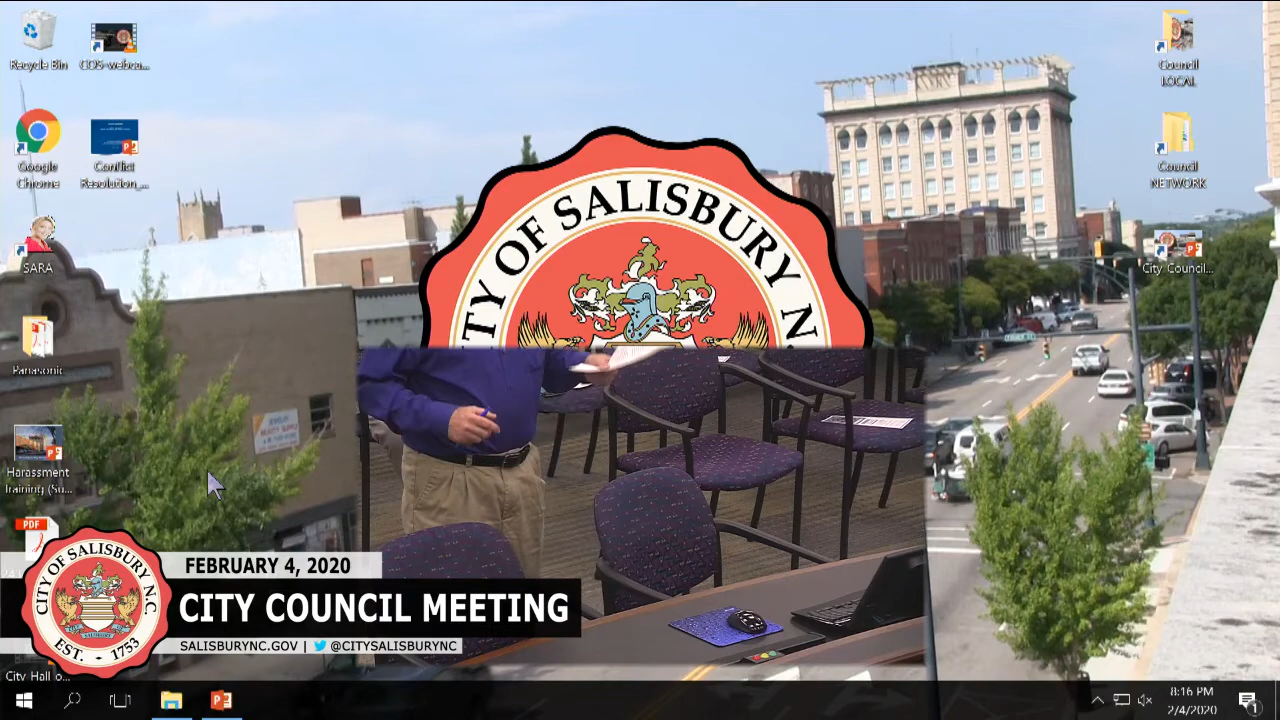 Recycle Bin
COS-webca...
Google
Chrome
Conflict
Resolution_...
SARA
Panasonic
Harassment
Training (Su...
PDF
City Hall o...
Council
LOCAL
Council
NETWORK
City Council...
CITY OF SALISBURY N.
CITY OF SALISBURY N.C.
EST. 1753
FEBRUARY 4, 2020
CITY COUNCIL MEETING
SALISBURYNC.GOV | @CITYSALISBURYNC
8:16 PM
2/4/2020
1